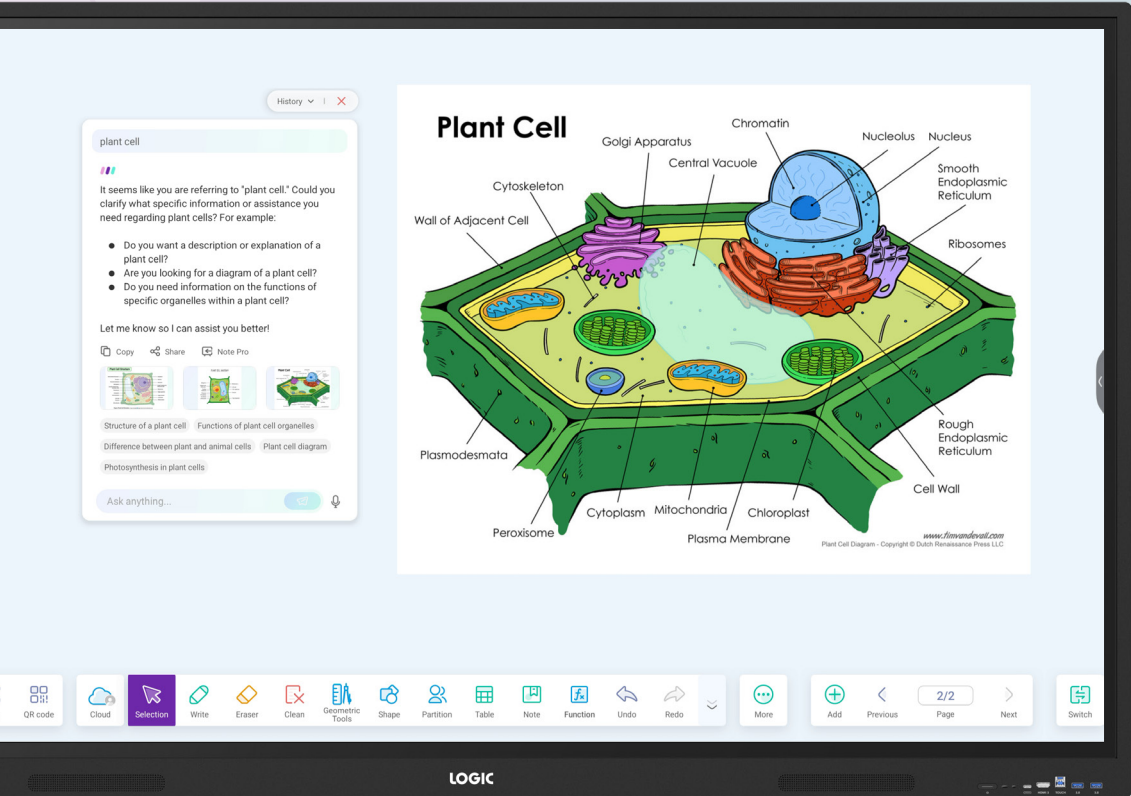 History
plant cell
It seems like you are referring to "plant cell." Could you
clarify what specific information or assistance you
need regarding plant cells? For example:
Do you want a description or explanation of a
plant cell?
Are you looking for a diagram of a plant cell?
Do you need information on the functions of
specific organelles within a plant cell?
Let me know so I can assist you better!
Copy
Share
Note Pro
Structure of a plant cell
Functions of plant cell organelles
Difference between plant and animal cells
Plant cell diagram
Photosynthesis in plant cells
Ask anything...
Plant Cell
Chromatin
Golgi Apparatus
Nucleolus
Nucleus
Central Vacuole
Smooth
Endoplasmic
Reticulum
Cytoskeleton
Wall of Adjacent Cell
Ribosomes
Rough
Endoplasmic
Reticulum
Plasmodesmata
Cell Wall
Cytoplasm
Mitochondria
Chloroplast
Peroxisome
Plasma Membrane
www.timvandevall.com
Plant Cell Diagram - Copyright © Dutch Renaissance Press LLC
QR code
Cloud
Selection
Write
Eraser
Clean
Geometric
Tools
Shape
Partition
Table
Note
Function
Undo
Redo
More
Add
Previous
2/2
Page
Next
Switch
LOGIC